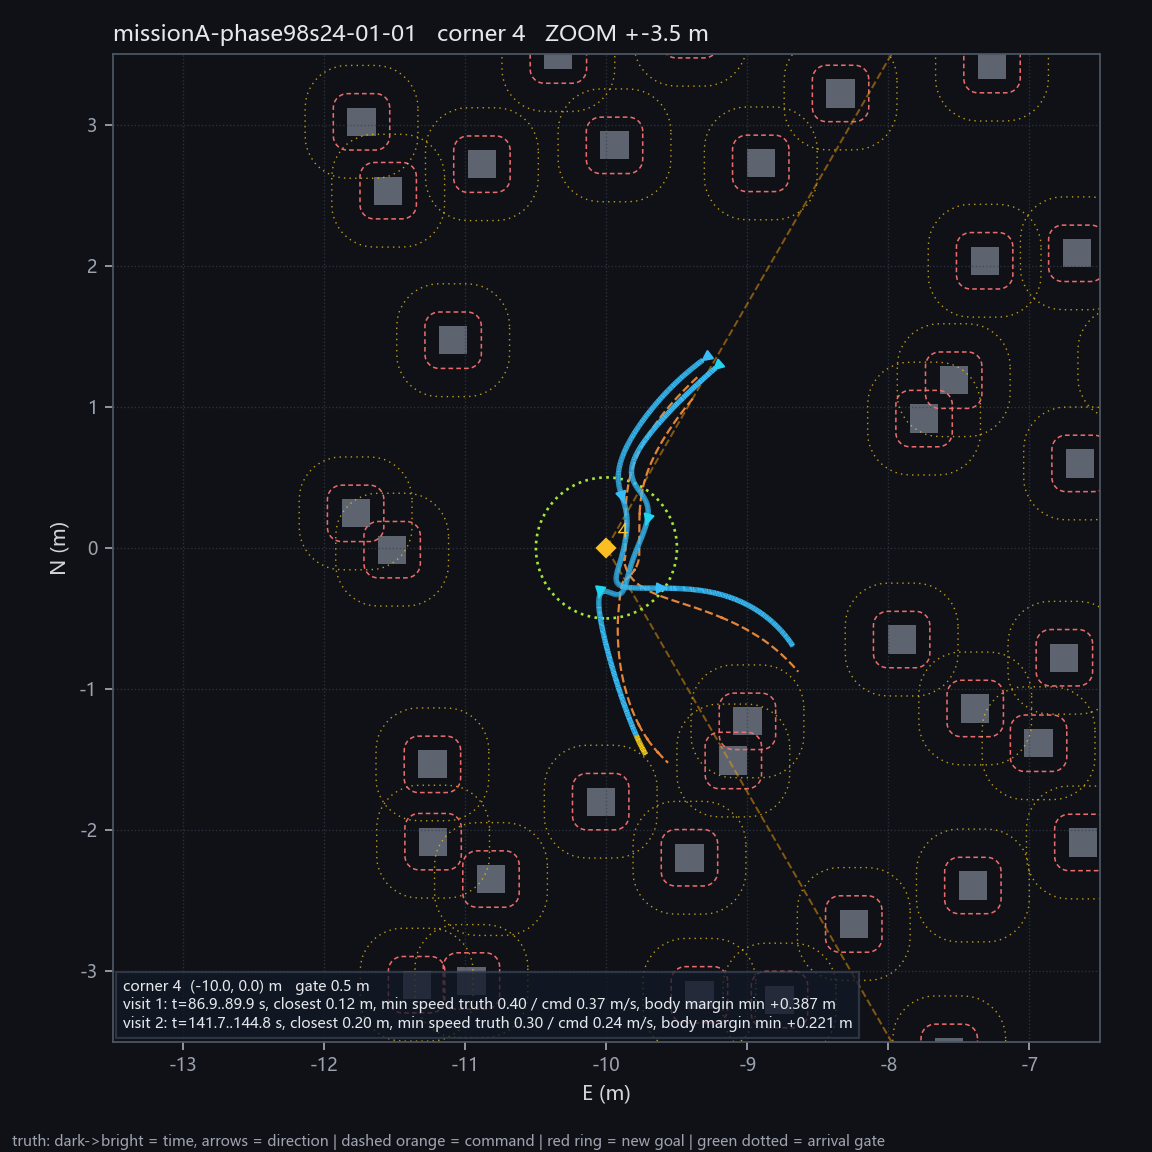 missionA-phase98s24-01-01   corner 4   ZOOM +-3.5 m
3
2
1
0
-1
-2
-3
N (m)
4
corner 4  (-10.0, 0.0) m   gate 0.5 m
visit 1: t=86.9..89.9 s, closest 0.12 m, min speed truth 0.40 / cmd 0.37 m/s, body margin min +0.387 m
visit 2: t=141.7..144.8 s, closest 0.20 m, min speed truth 0.30 / cmd 0.24 m/s, body margin min +0.221 m
-13 -12 -11 -10 -9 -8 -7
E (m)
truth: dark->bright = time, arrows = direction | dashed orange = command | red ring = new goal | green dotted = arrival gate